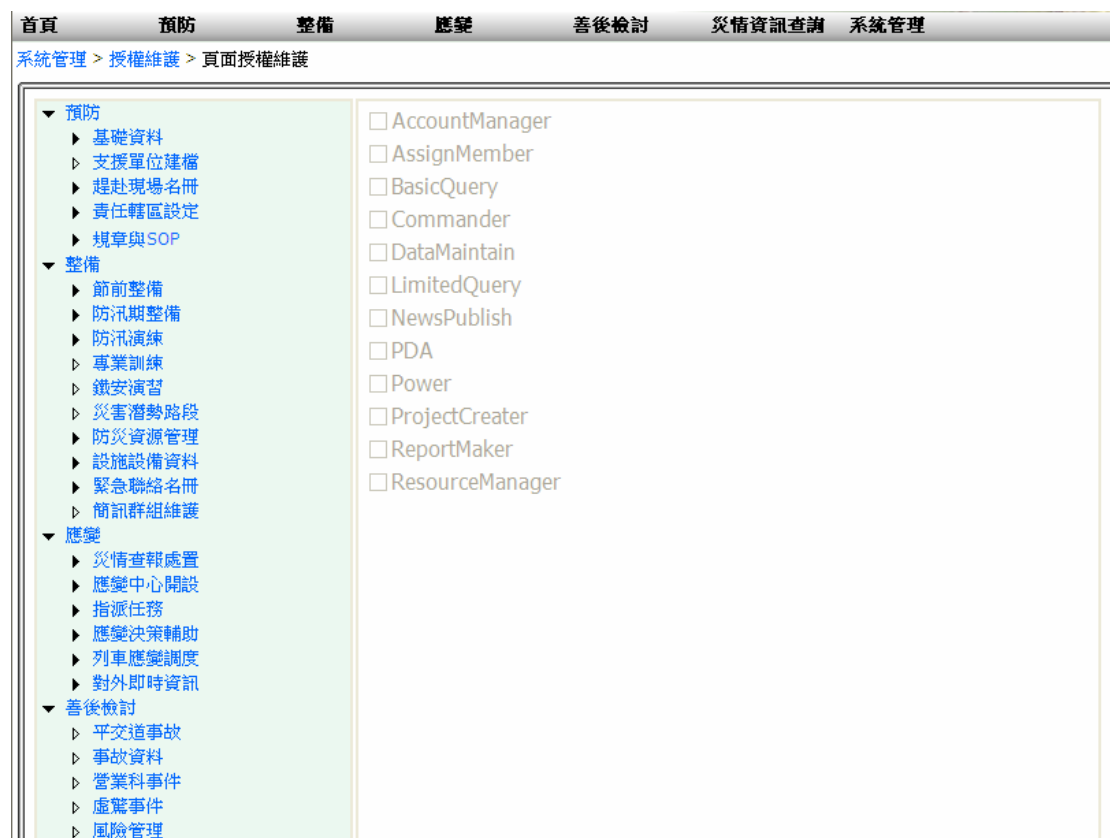 首頁 預防 整備 應變 善後檢討 災情資訊查詢 系統管理
系統管理 > 授權維護 > 頁面授權維護
預防
基礎資料
支援單位建檔
趕赴現場名冊
責任轄區設定
規章與SOP
整備
節前整備
防汛期整備
防汛演練
專業訓練
鐵安演習
災害潛勢路段
防災資源管理
設施設備資料
緊急聯絡名冊
簡訊群組維護
應變
災情查報處置
應變中心開設
指派任務
應變決策輔助
列車應變調度
對外即時資訊
善後檢討
平交道事故
事故資料
營業科事件
虛驚事件
風險管理
AccountManager
AssignMember
BasicQuery
Commander
DataMaintain
LimitedQuery
NewsPublish
PDA
Power
ProjectCreater
ReportMaker
ResourceManager